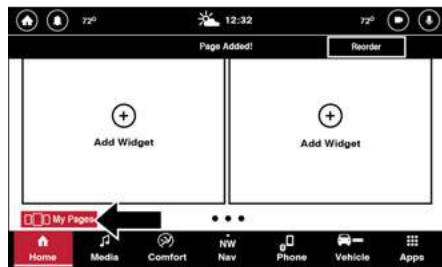 72° 12:32 72°
Page Added! Reorder
Add Widget Add Widget
My Pages
NW
Home Media Comfort Nav Phone Vehicle Apps